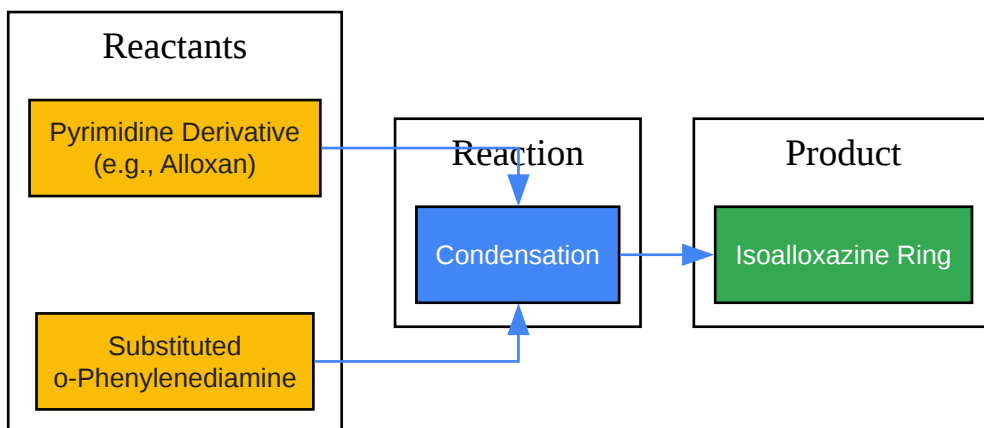 Reactants
Pyrimidine Derivative
(e.g., Alloxan)
Substituted
o-Phenylenediamine
Reaction
Condensation
Product
Isoalloxazine Ring